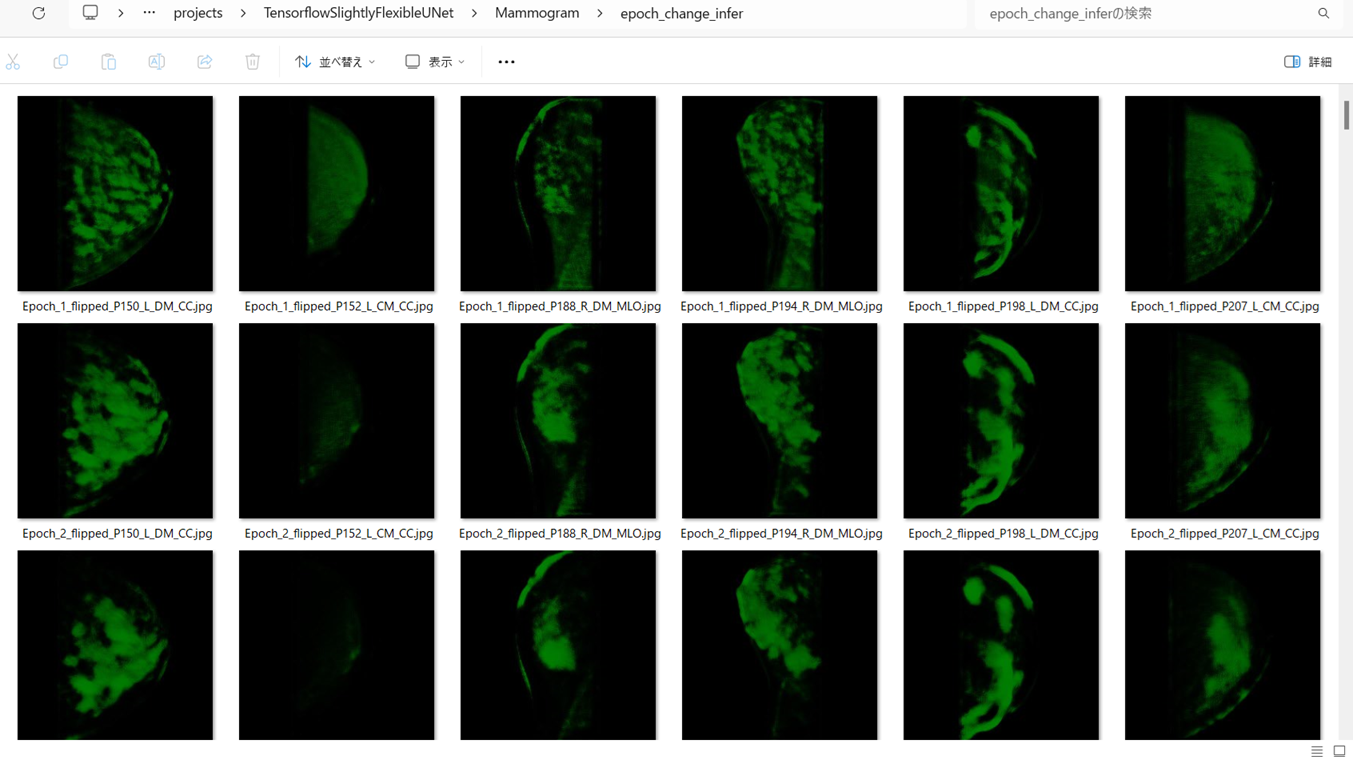 projects > TensorflowSlightlyFlexibleUNet > Mammogram > epoch_change_infer
epoch_change_inferの検索
並べ替え
表示
詳細
Epoch_1_flipped_P150_L_DM_CC.jpg
Epoch_1_flipped_P152_L_CM_CC.jpg
Epoch_1_flipped_P188_R_DM_MLO.jpg
Epoch_1_flipped_P194_R_DM_MLO.jpg
Epoch_1_flipped_P198_L_DM_CC.jpg
Epoch_1_flipped_P207_L_CM_CC.jpg
Epoch_2_flipped_P150_L_DM_CC.jpg
Epoch_2_flipped_P152_L_CM_CC.jpg
Epoch_2_flipped_P188_R_DM_MLO.jpg
Epoch_2_flipped_P194_R_DM_MLO.jpg
Epoch_2_flipped_P198_L_DM_CC.jpg
Epoch_2_flipped_P207_L_CM_CC.jpg